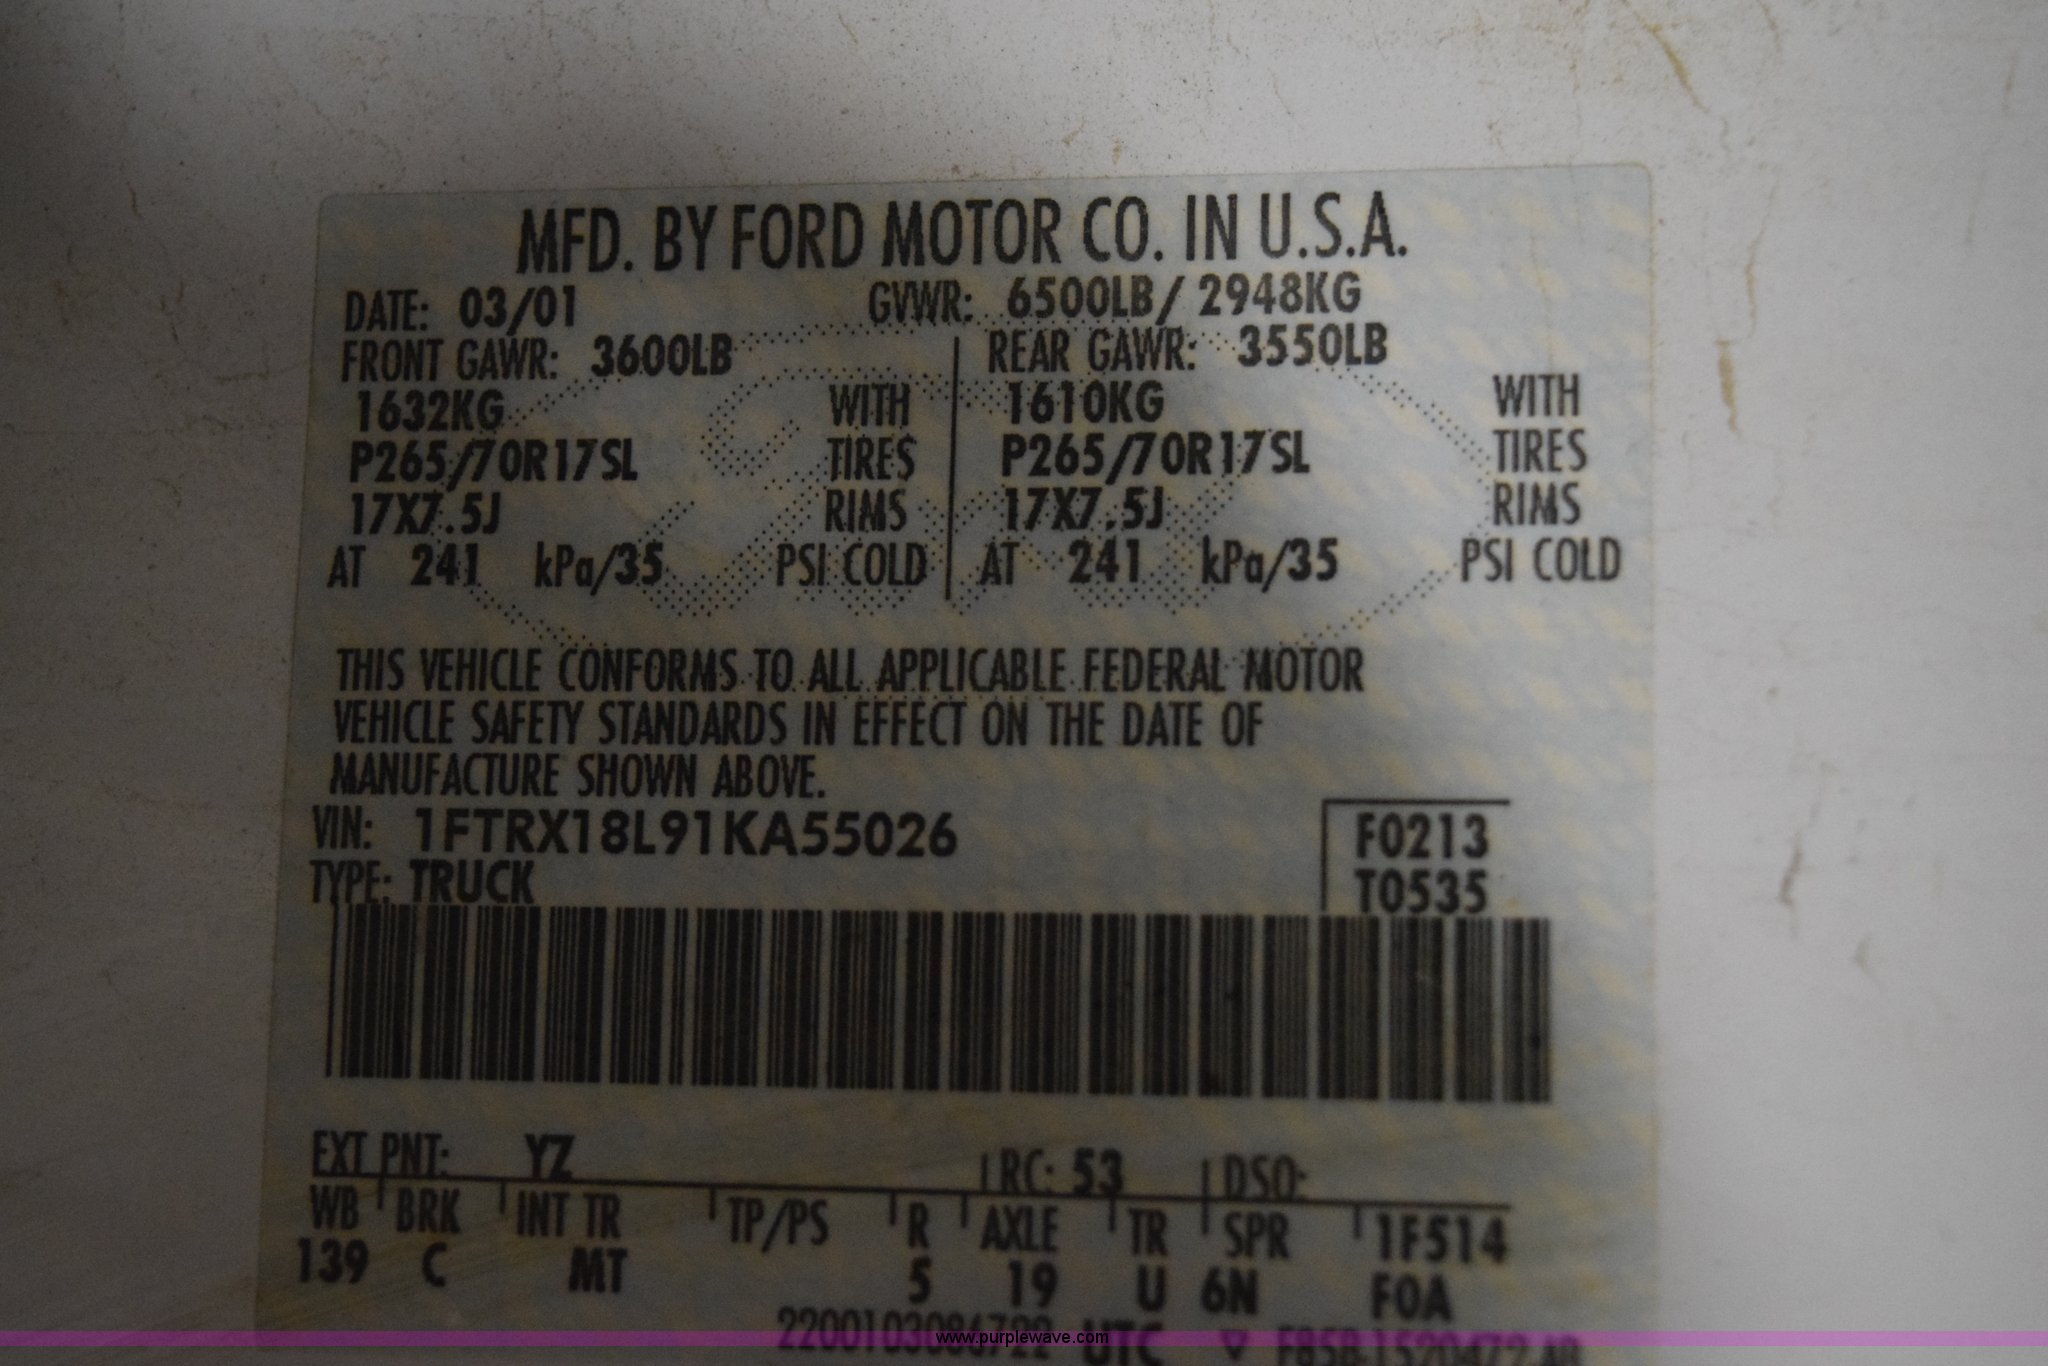 MFD. BY FORD MOTOR CO. IN U.S.A.
DATE: 03/01 GVWR: 6500LB/ 2948KG
FRONT GAWR: 3600LB REAR GAWR: 3550LB
1632KG WITH 1610KG WITH
P265/70R17SL TIRES P265/70R17SL TIRES
17X7.5J RIMS 17X7.5J RIMS
AT 241 kPa/35 PSI COLD AT 241 kPa/35 PSI COLD
THIS VEHICLE CONFORMS TO ALL APPLICABLE FEDERAL MOTOR
VEHICLE SAFETY STANDARDS IN EFFECT ON THE DATE OF
MANUFACTURE SHOWN ABOVE.
VIN: 1FTRX18L91KA55026 F0213
TYPE: TRUCK T0535
EXT PNT: YZ RC: 53 DSO:
WB BRK INT TR TP/PS R AXLE TR SPR 1F514
139 C MT 5 19 U 6N F0A
UTC
www.purplewave.com